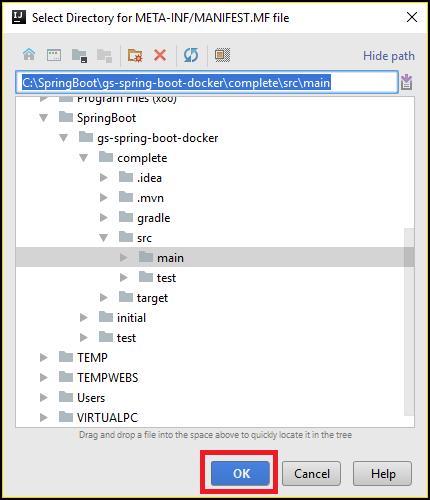 Select Directory for META-INF/MANIFEST.MF file
Hide path
C:\SpringBoot\gs-spring-boot-docker\complete\src\main
Program Files (x86)
SpringBoot
gs-spring-boot-docker
complete
.idea
.mvn
gradle
src
main
test
target
initial
test
TEMP
TEMPWEBS
Users
VIRTUALPC
Drag and drop a file into the space above to quickly locate it in the tree
OK
Cancel
Help